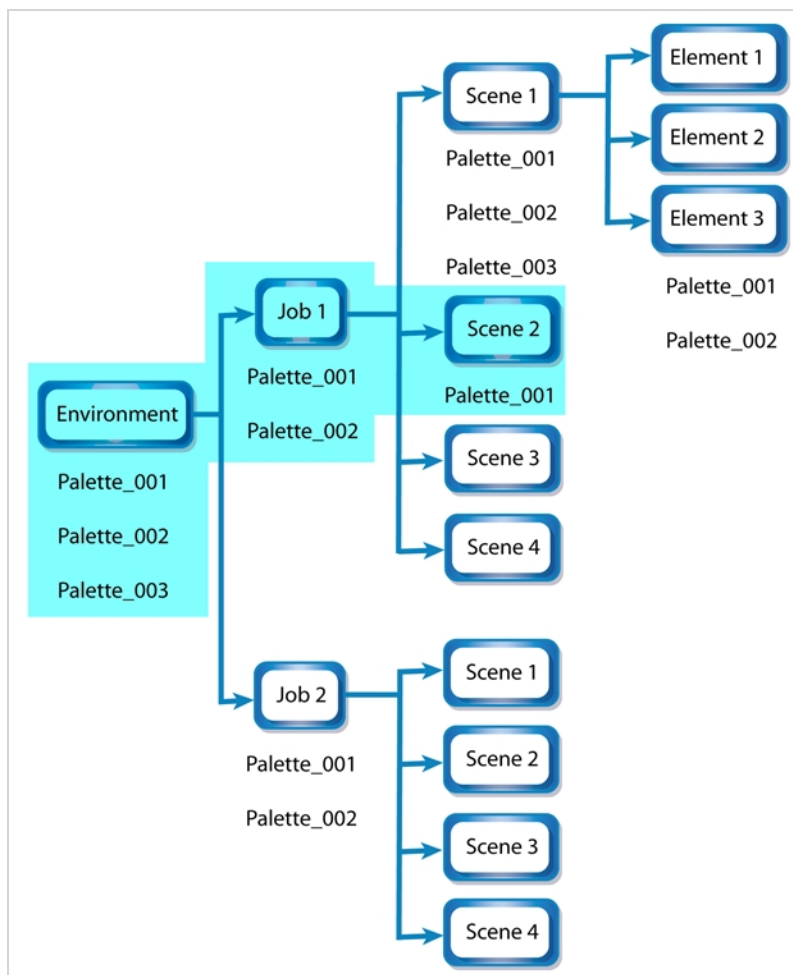 Element 1
Scene 1
Element 2
Palette_001
Palette_002
Element 3
Palette_003
Palette_001
Palette_002
Job 1
Scene 2
Palette_001
Palette_001
Palette_002
Environment
Scene 3
Palette_001
Palette_002
Palette_003
Scene 4
Job 2
Scene 1
Palette_001
Palette_002
Scene 2
Scene 3
Scene 4